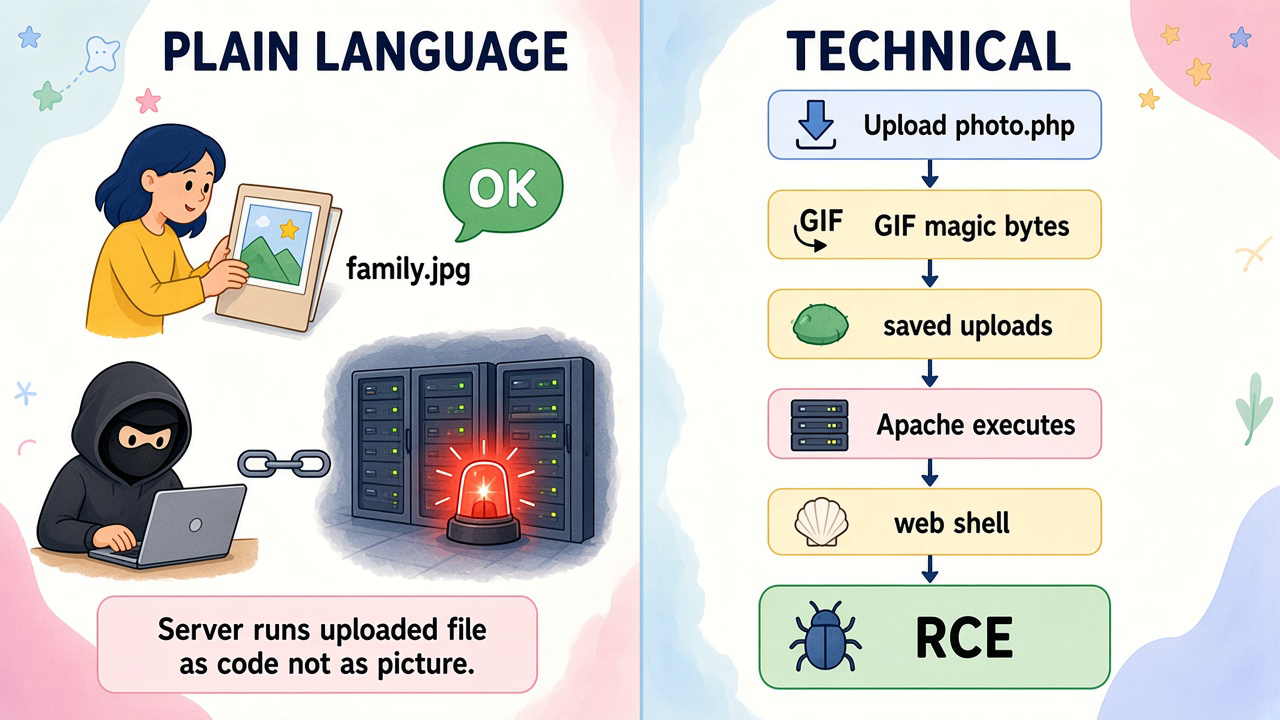 PLAIN LANGUAGE
OK
family.jpg
Server runs uploaded file
as code not as picture.
TECHNICAL
Upload photo.php
GIF
GIF magic bytes
saved uploads
Apache executes
web shell
RCE